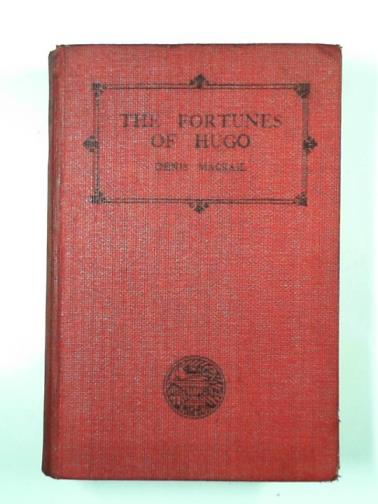 THE FORTUNES
OF HUGO
DENIS MACKAIL